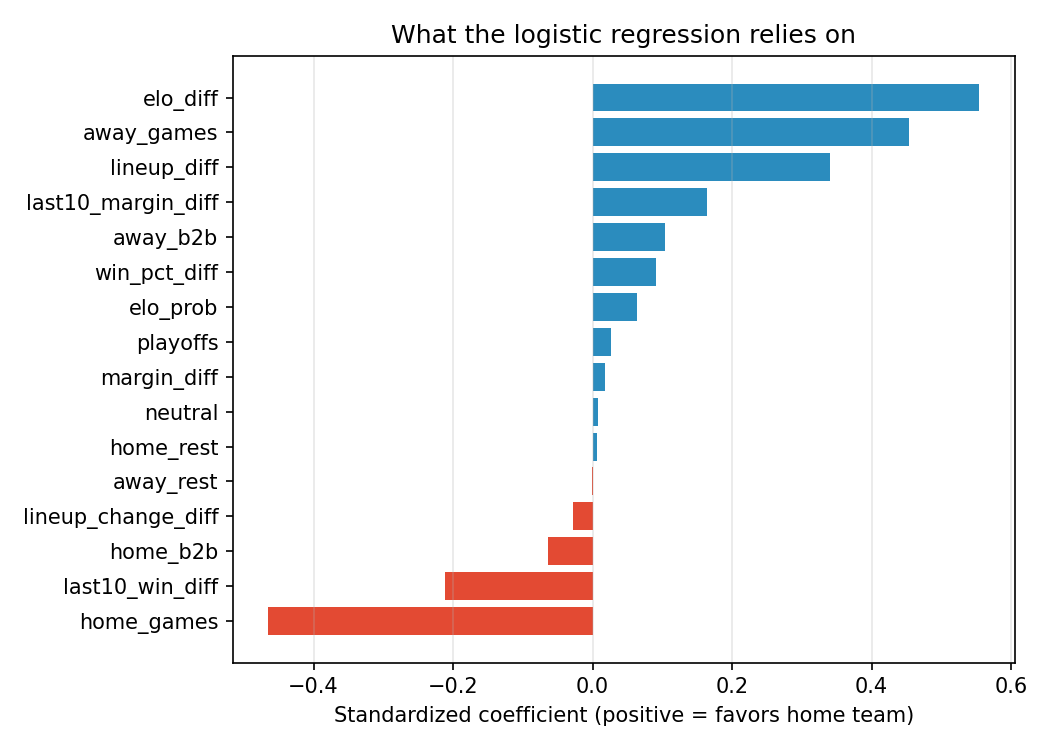 What the logistic regression relies on
elo_diff
away_games
lineup_diff
last10_margin_diff
away_b2b
win_pct_diff
elo_prob
playoffs
margin_diff
neutral
home_rest
away_rest
lineup_change_diff
home_b2b
last10_win_diff
home_games
−0.4 −0.2 0.0 0.2 0.4 0.6
Standardized coefficient (positive = favors home team)